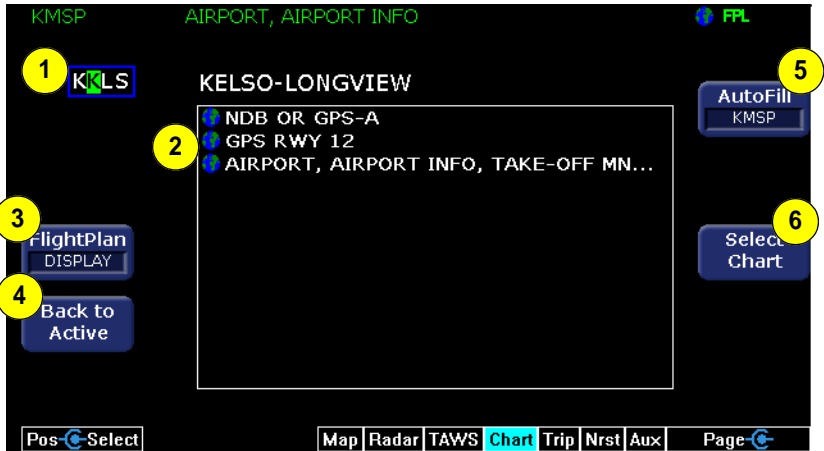 KMSP AIRPORT, AIRPORT INFO FPL
1
KKLS
KELSO-LONGVIEW
5
AutoFill
KMSP
2
NDB OR GPS-A
GPS RWY 12
AIRPORT, AIRPORT INFO, TAKE-OFF MN...
3
FlightPlan
DISPLAY
6
Select
Chart
4
Back to
Active
Pos Select Map Radar TAWS Chart Trip Nrst Aux Page